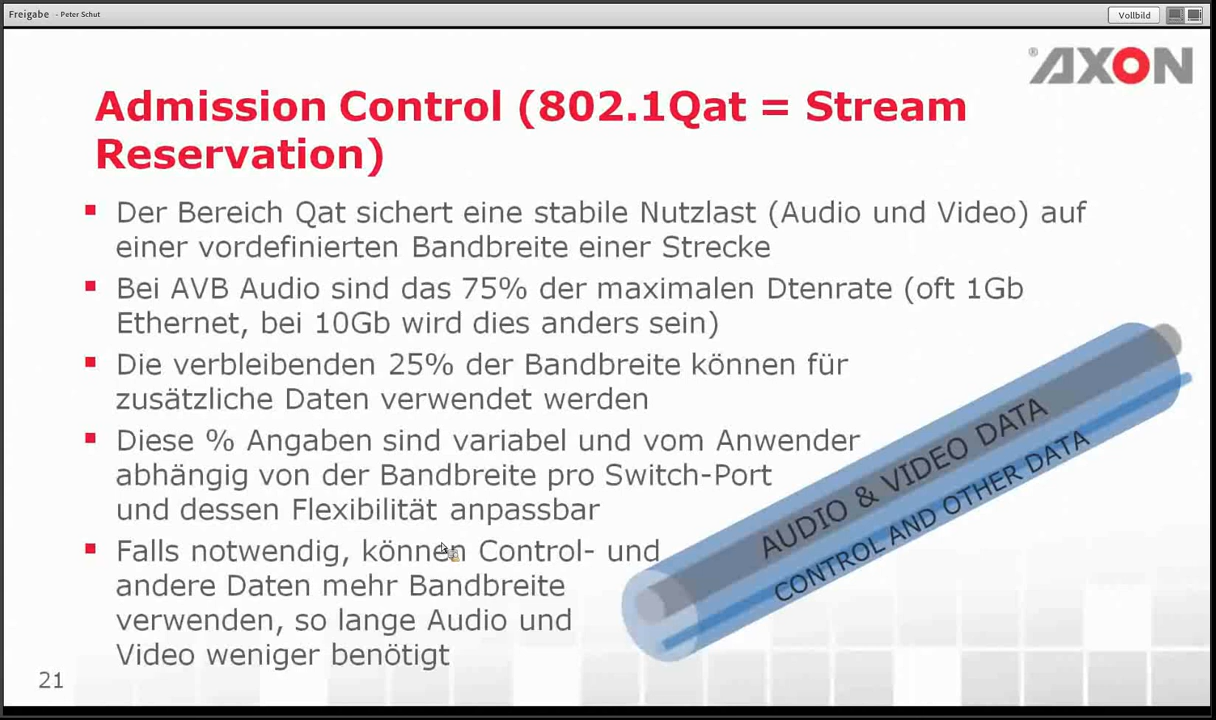 Freigabe - Peter Schut
Vollbild
® AXON
Admission Control (802.1Qat = Stream
Reservation)
Der Bereich Qat sichert eine stabile Nutzlast (Audio und Video) auf
einer vordefinierten Bandbreite einer Strecke
Bei AVB Audio sind das 75% der maximalen Dtenrate (oft 1Gb
Ethernet, bei 10Gb wird dies anders sein)
Die verbleibenden 25% der Bandbreite können für
zusätzliche Daten verwendet werden
Diese % Angaben sind variabel und vom Anwender
abhängig von der Bandbreite pro Switch-Port
und dessen Flexibilität anpassbar
Falls notwendig, können Control- und
andere Daten mehr Bandbreite
verwenden, so lange Audio und
Video weniger benötigt
AUDIO & VIDEO DATA
CONTROL AND OTHER DATA
21